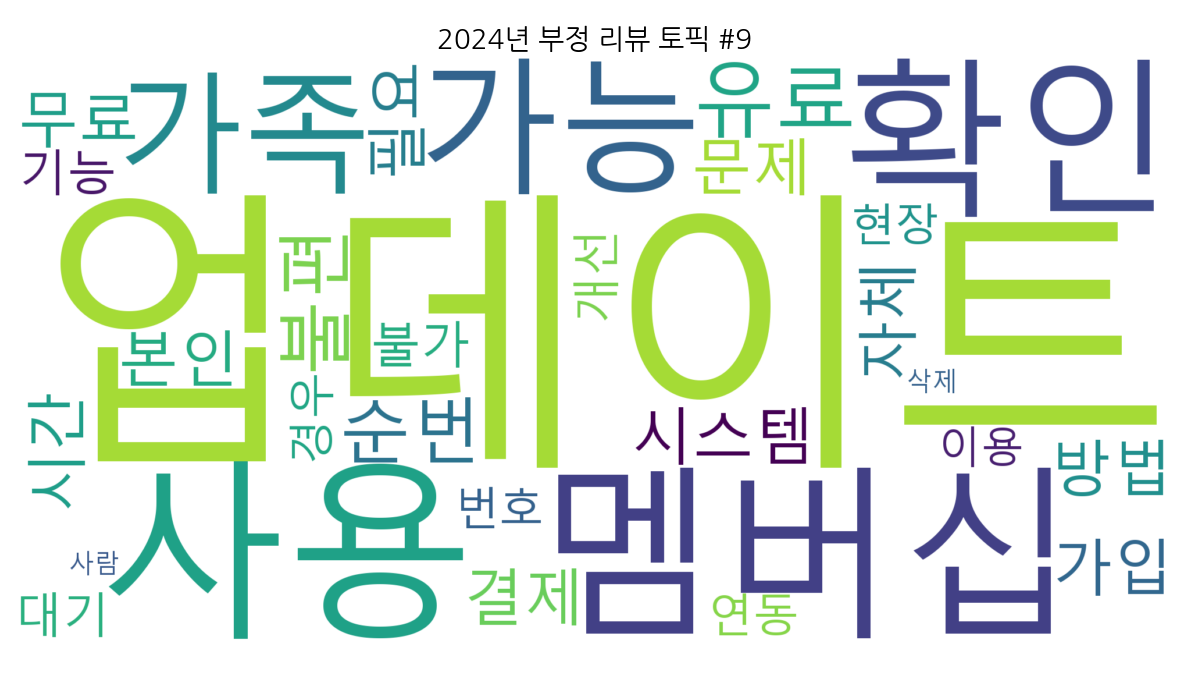 2024년 부정 리뷰 토픽 #9
무료
가족
필요
가능
유료
확인
기능
문제
업데이트
불편
개선
현장
자체
본인
불가
삭제
시간
경우
순번
시스템
이용
방법
사용
번호
멤버십
사람
가입
대기
결제
연동